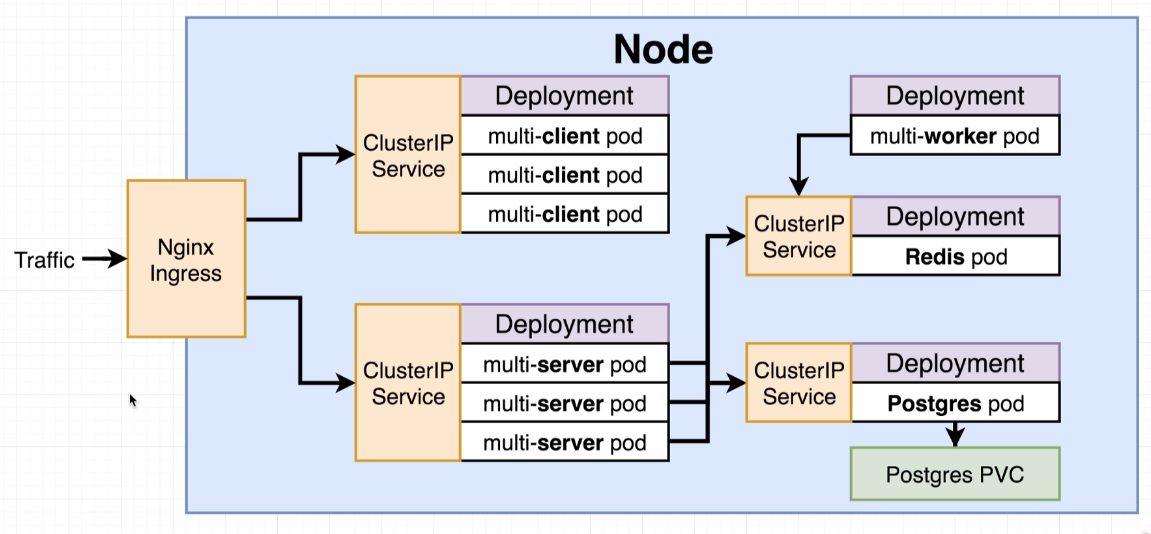 Node
Traffic
Nginx
Ingress
ClusterIP
Service
Deployment
multi-client pod
multi-client pod
multi-client pod
ClusterIP
Service
Deployment
multi-server pod
multi-server pod
multi-server pod
Deployment
multi-worker pod
ClusterIP
Service
Deployment
Redis pod
ClusterIP
Service
Deployment
Postgres pod
Postgres PVC